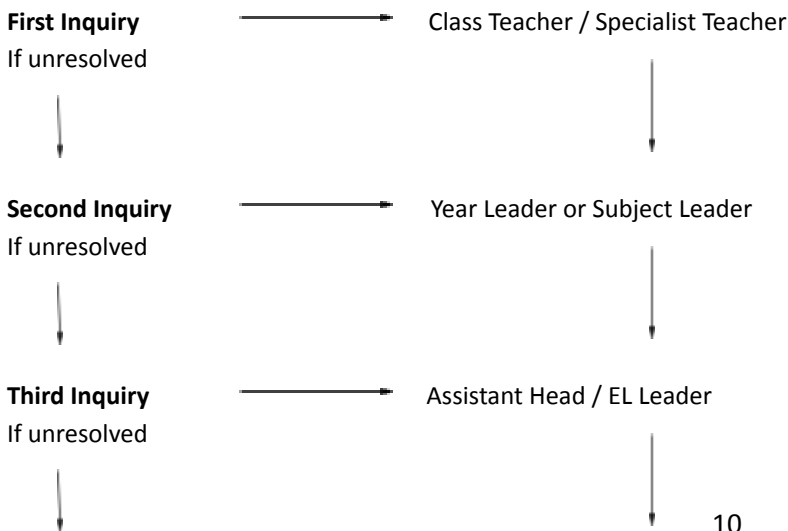 First Inquiry Class Teacher / Specialist Teacher
If unresolved
Second Inquiry Year Leader or Subject Leader
If unresolved
Third Inquiry Assistant Head / EL Leader
If unresolved
10